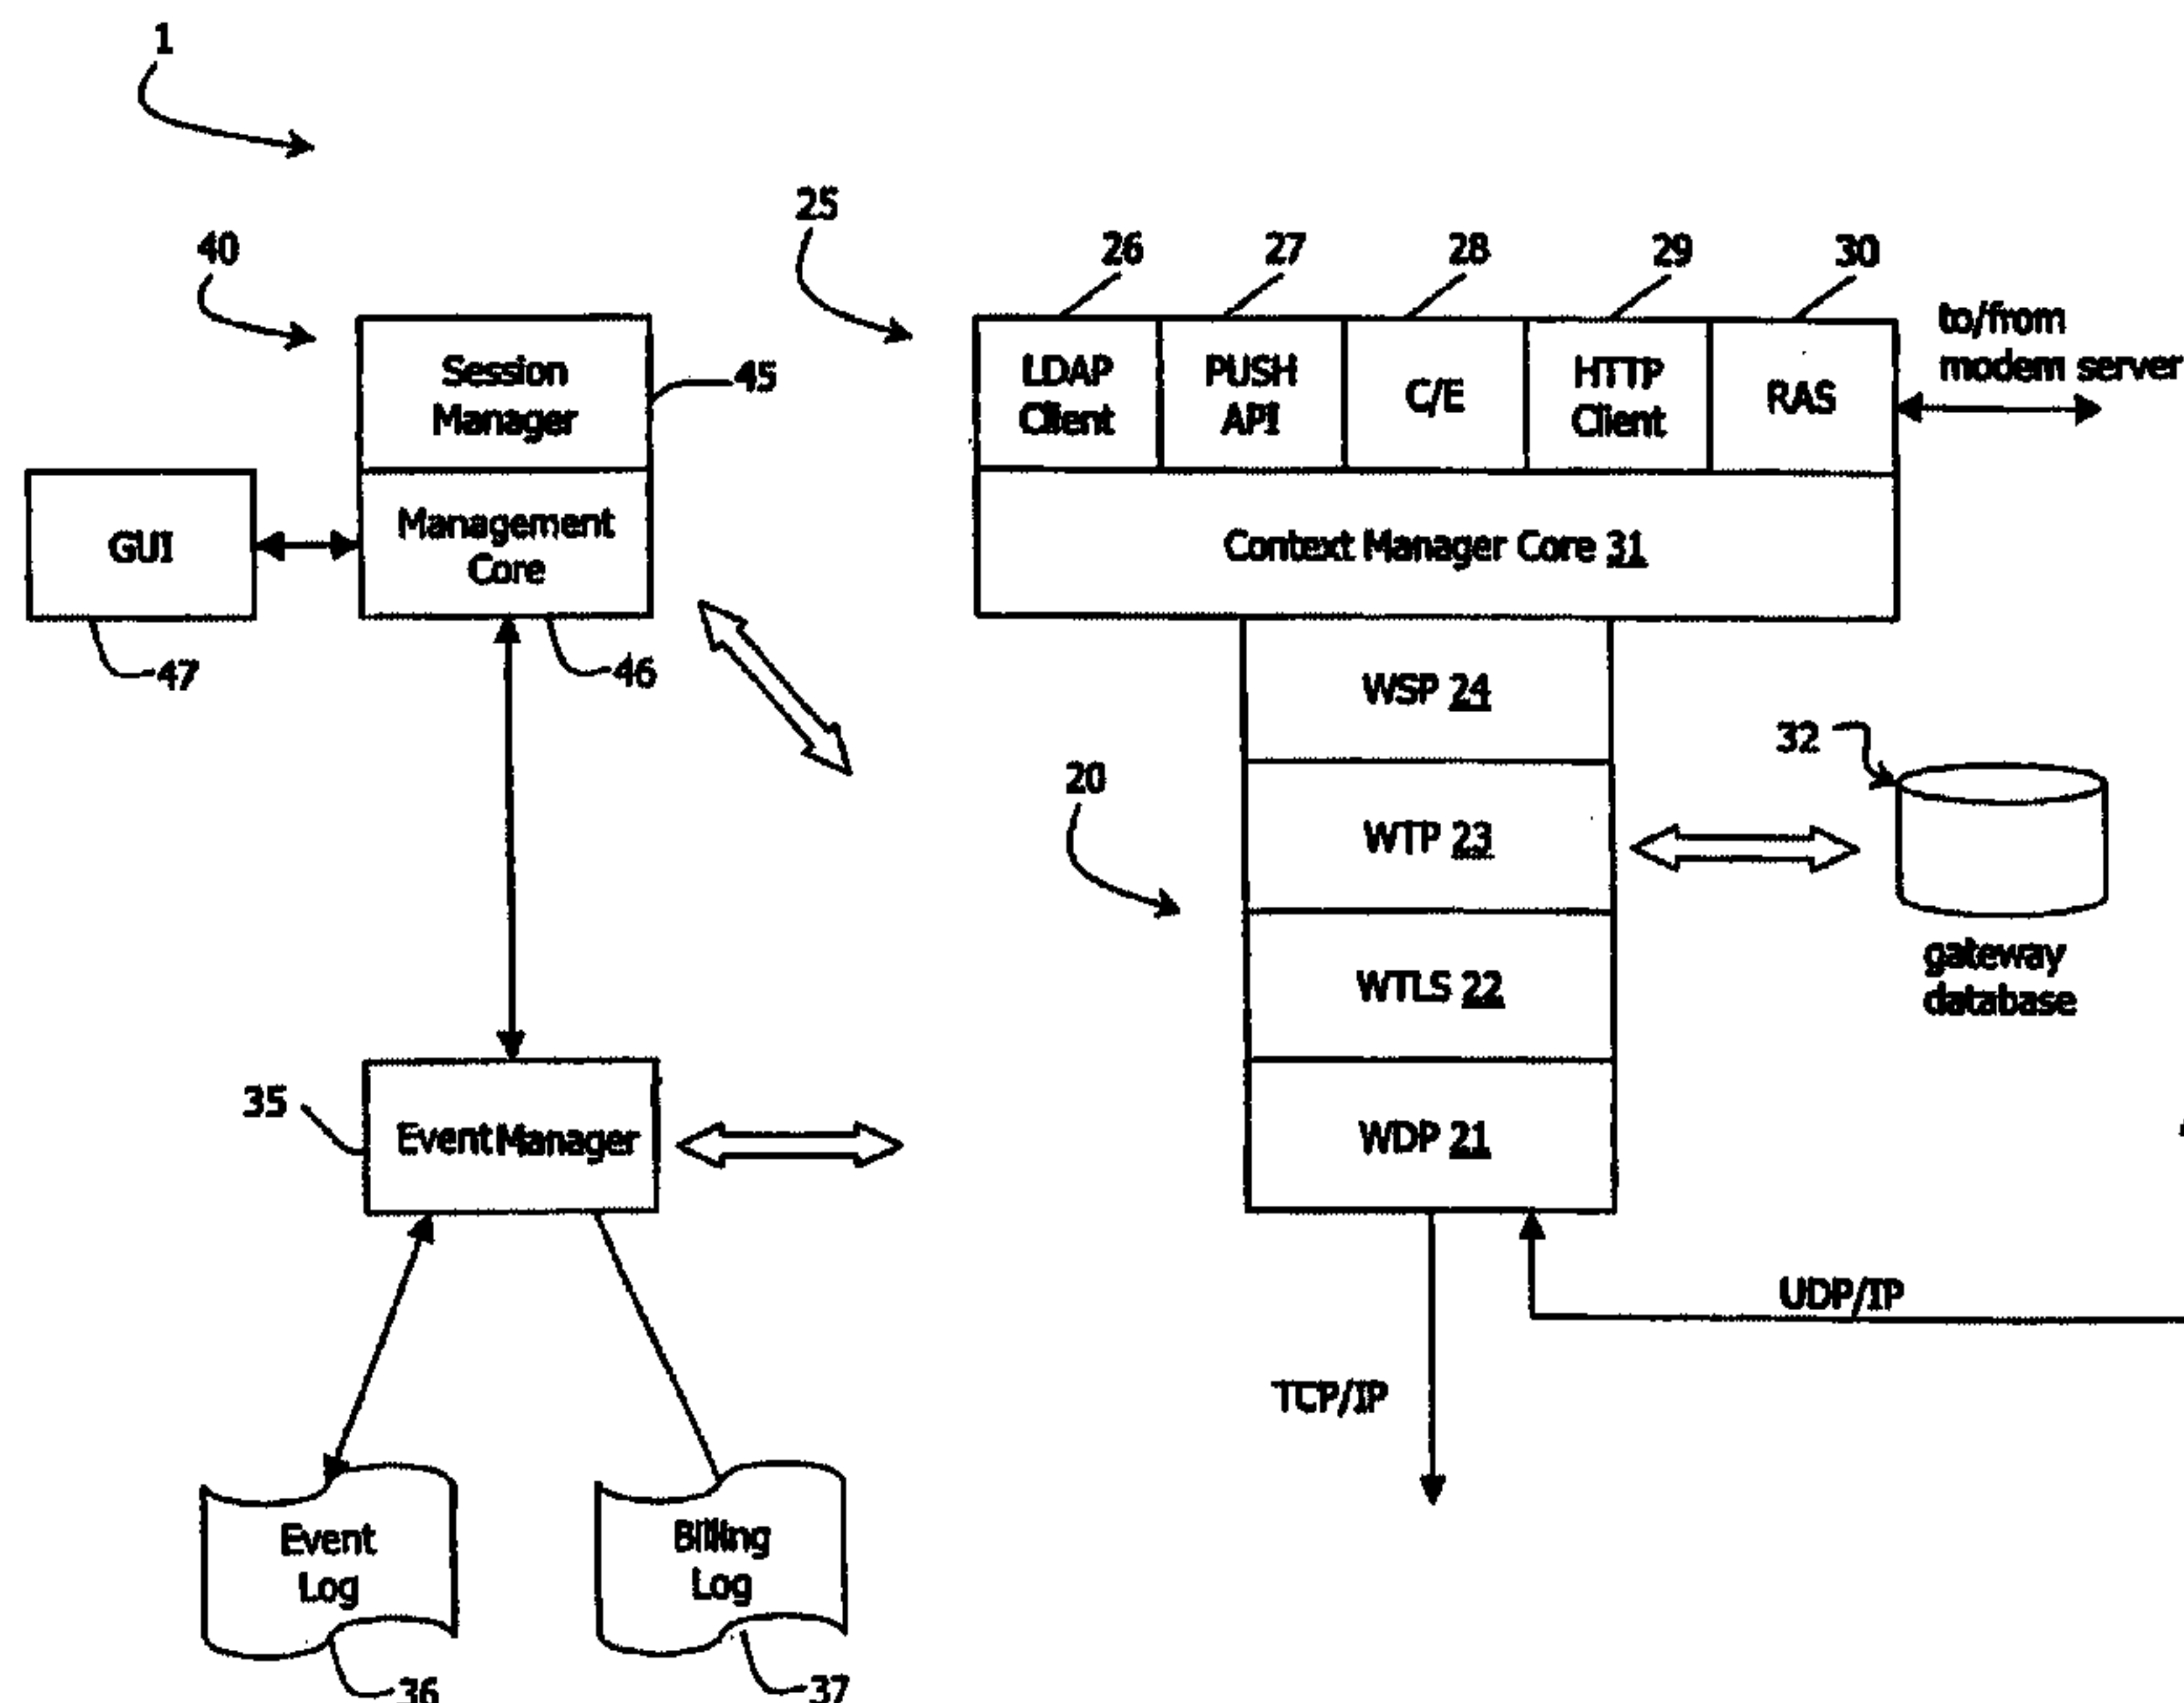 1
40
25
26
27
28
29
30
to/from
modem server
Session
Manager
45
LDAP
Client
PUSH
API
C/E
HTTP
Client
RAS
GUI
Management
Core
Context Manager Core 31
47
46
WSP 24
32
20
WTP 23
gateway
database
WTLS 22
35
Event Manager
WDP 21
UDP/IP
TCP/IP
Event
Log
Billing
Log
36
37